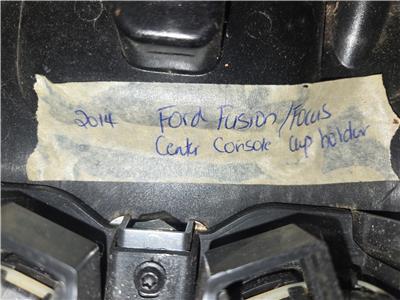 2014 Ford Fusion/Focus
Center Console Cup holder